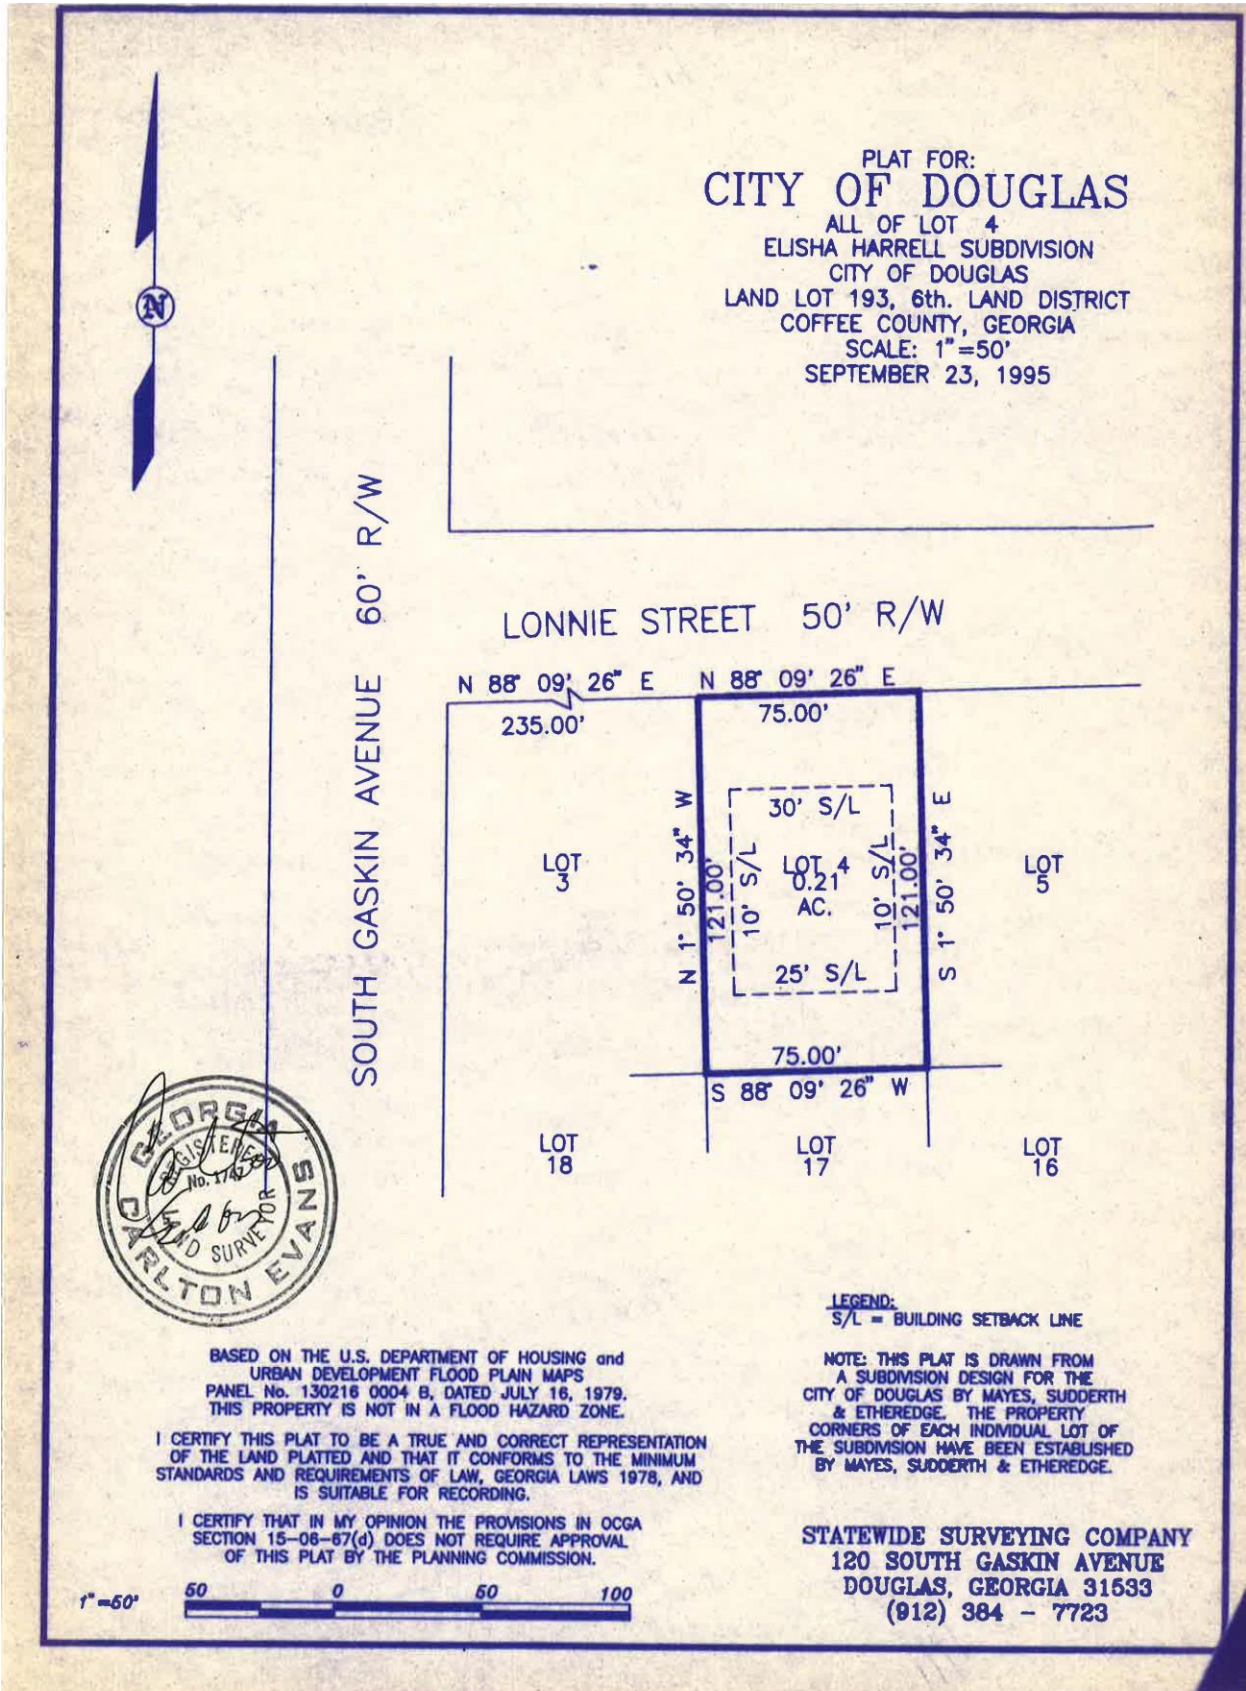 PLAT FOR:
CITY OF DOUGLAS
ALL OF LOT 4
ELISHA HARRELL SUBDIVISION
CITY OF DOUGLAS
LAND LOT 193, 6th. LAND DISTRICT
COFFEE COUNTY, GEORGIA
SCALE: 1"=50'
SEPTEMBER 23, 1995
N
SOUTH GASKIN AVENUE 60' R/W
LONNIE STREET 50' R/W
N 88° 09' 26" E
235.00'
N 88° 09' 26" E
75.00'
N 1° 50' 34" W
121.00'
30' S/L
10' S/L
LOT 4
0.21
AC.
10' S/L
25' S/L
121.00'
S 1° 50' 34" E
75.00'
S 88° 09' 26" W
LOT
3
LOT
5
LOT
18
LOT
17
LOT
16
GEORGIA
REGISTERED
LAND SURVEYOR
CARLTON EVANS
LEGEND:
S/L = BUILDING SETBACK LINE
NOTE: THIS PLAT IS DRAWN FROM
A SUBDIVISION DESIGN FOR THE
CITY OF DOUGLAS BY MAYES, SUDDERTH
& ETHEREDGE. THE PROPERTY
CORNERS OF EACH INDIVIDUAL LOT OF
THE SUBDIVISION HAVE BEEN ESTABLISHED
BY MAYES, SUDDERTH & ETHEREDGE.
BASED ON THE U.S. DEPARTMENT OF HOUSING and
URBAN DEVELOPMENT FLOOD PLAIN MAPS
PANEL No. 130216 0004 B, DATED JULY 16, 1979.
THIS PROPERTY IS NOT IN A FLOOD HAZARD ZONE.
I CERTIFY THIS PLAT TO BE A TRUE AND CORRECT REPRESENTATION
OF THE LAND PLATTED AND THAT IT CONFORMS TO THE MINIMUM
STANDARDS AND REQUIREMENTS OF LAW, GEORGIA LAWS 1978, AND
IS SUITABLE FOR RECORDING.
I CERTIFY THAT IN MY OPINION THE PROVISIONS IN OCGA
SECTION 15-06-67(d) DOES NOT REQUIRE APPROVAL
OF THIS PLAT BY THE PLANNING COMMISSION.
1"=50'
50 0 50 100
STATEWIDE SURVEYING COMPANY
120 SOUTH GASKIN AVENUE
DOUGLAS, GEORGIA 31533
(912) 384 - 7723